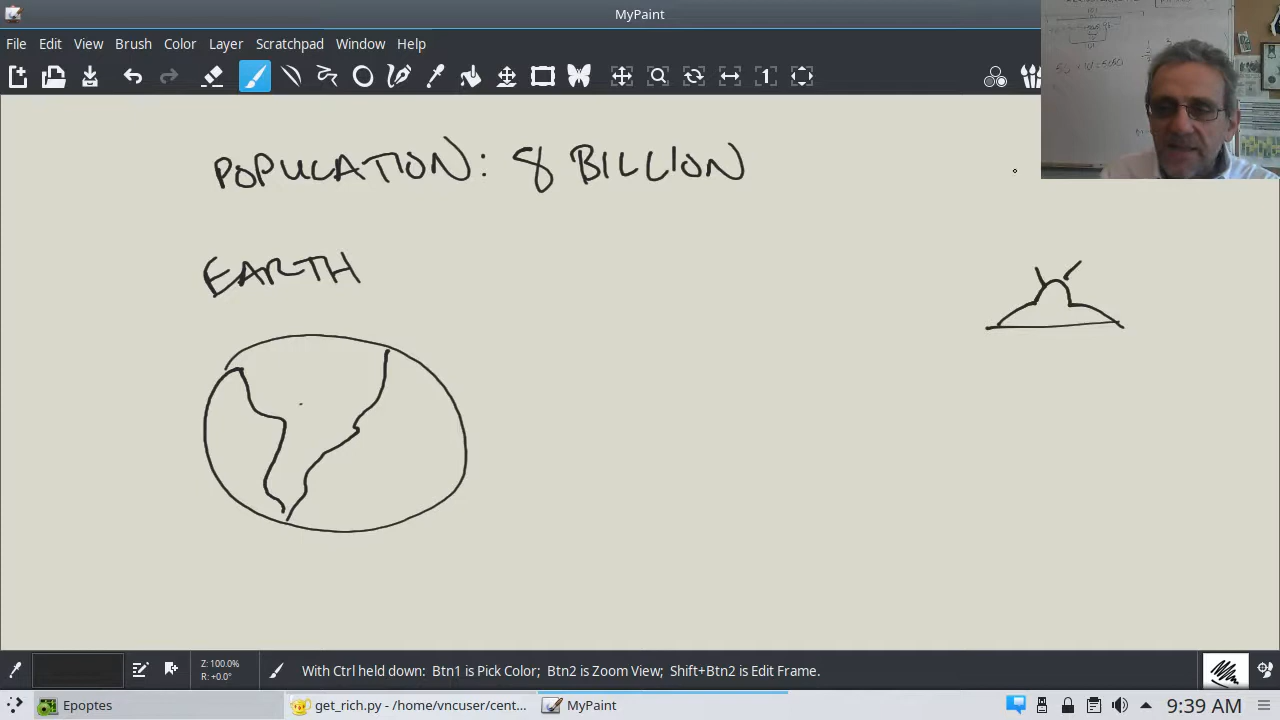 MyPaint
File Edit View Brush Color Layer Scratchpad Window Help
POPULATION: 8 BILLION
EARTH
Z: 100.0%
R: +0.0°
With Ctrl held down: Btn1 is Pick Color; Btn2 is Zoom View; Shift+Btn2 is Edit Frame.
Epoptes
get_rich.py - /home/vncuser/cent...
MyPaint
9:39 AM